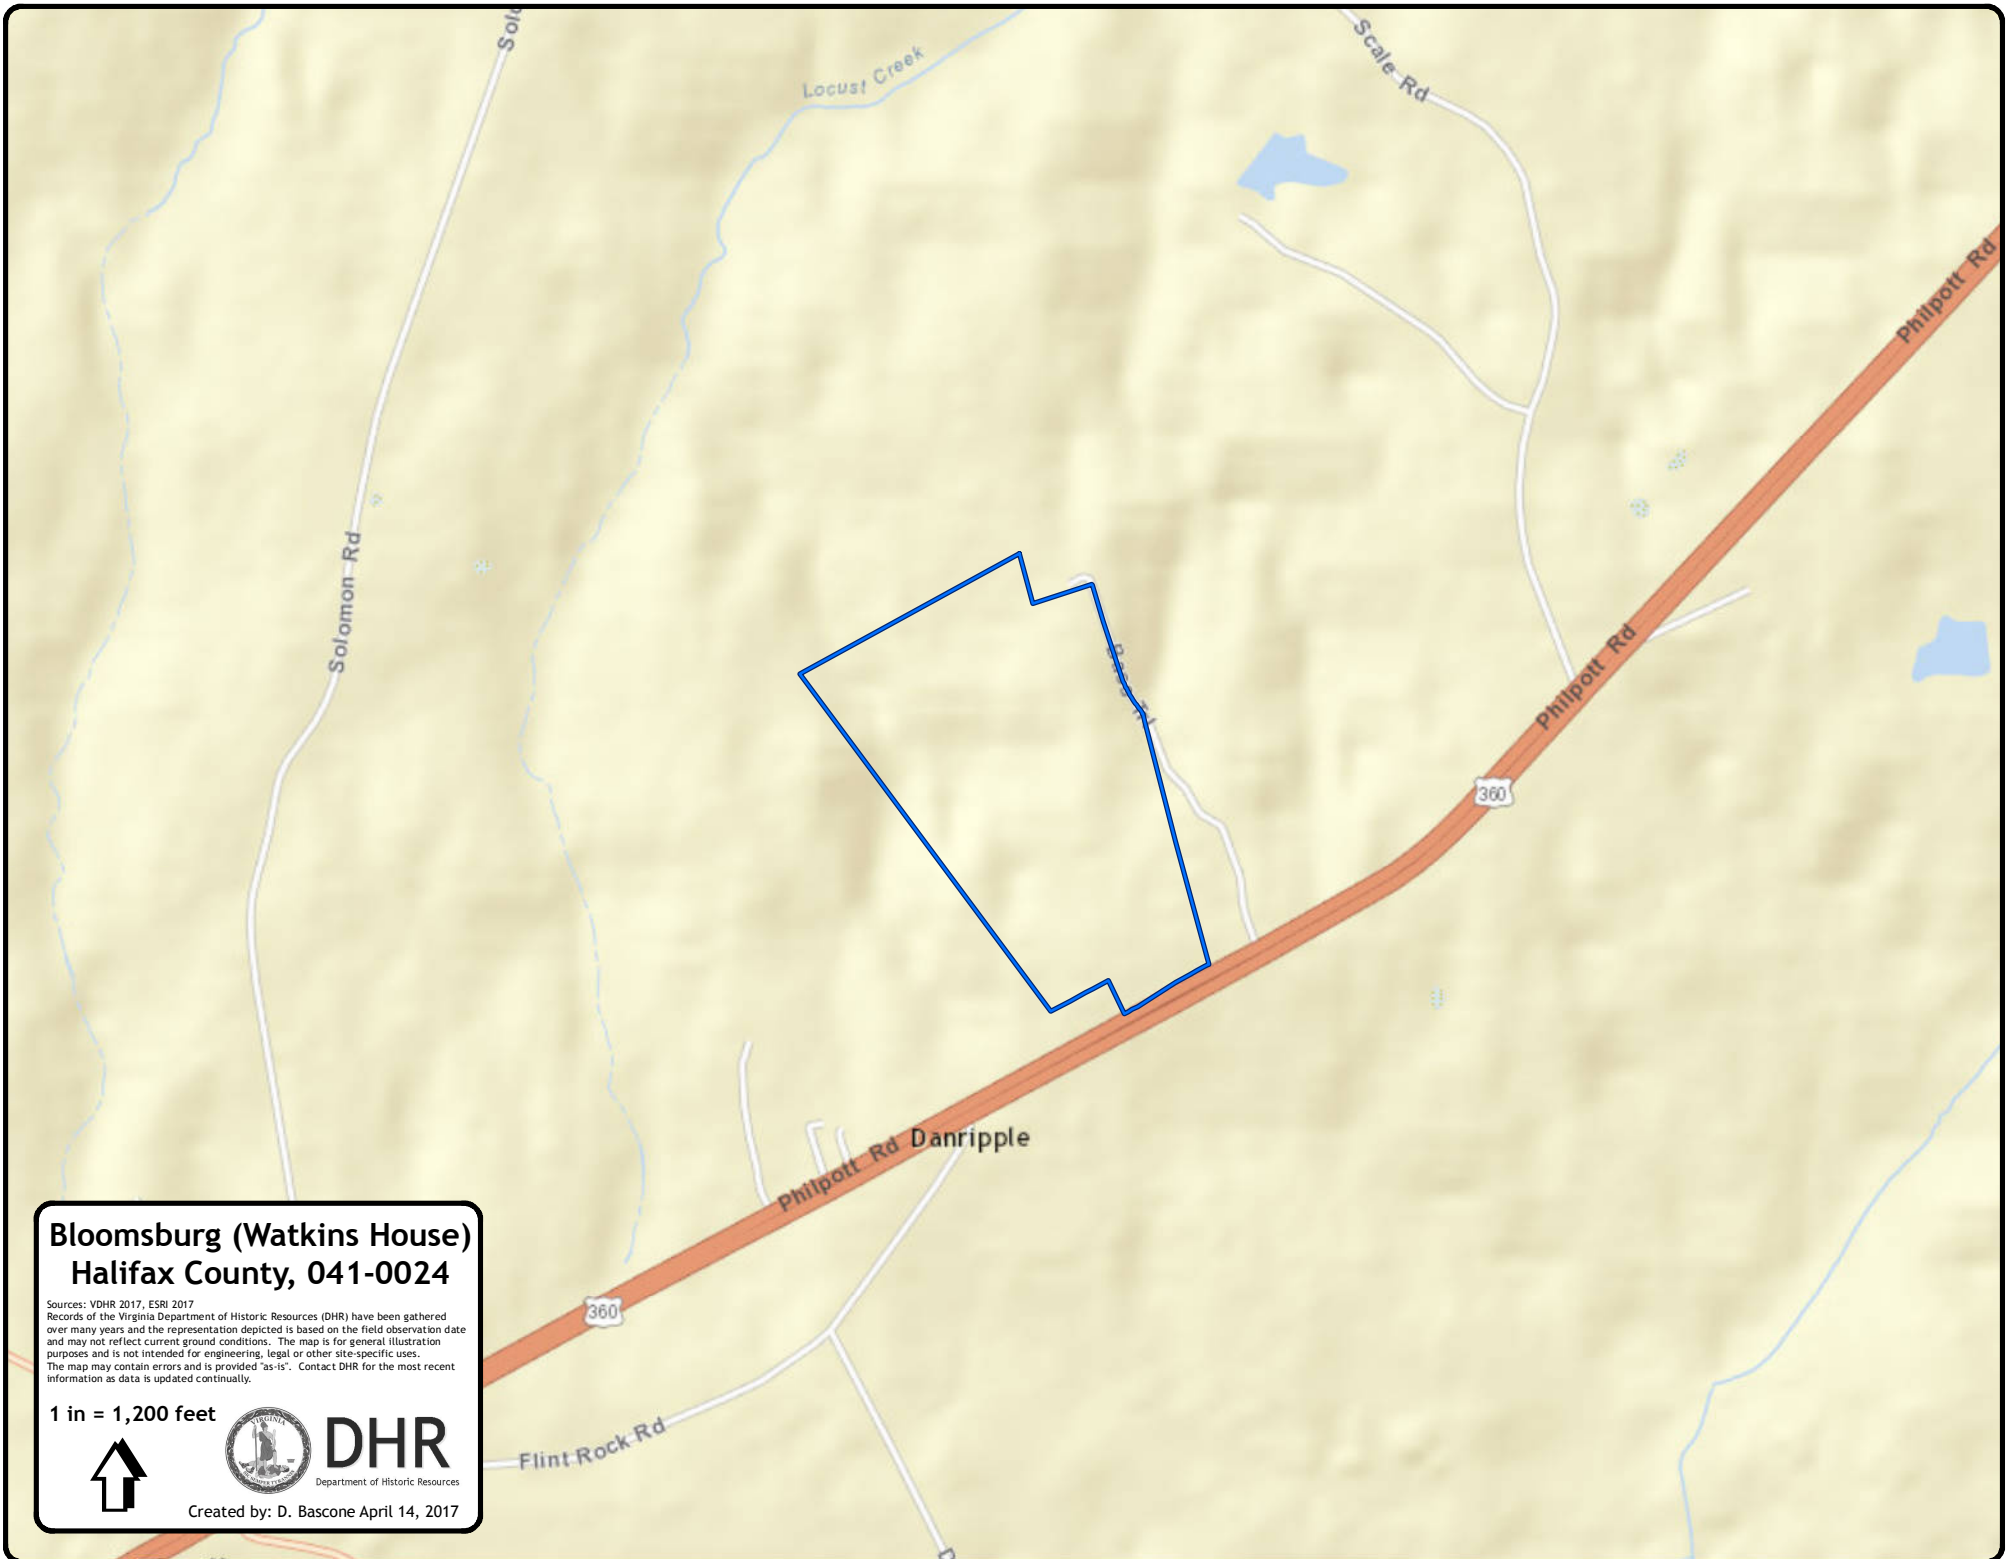 Solo
Locust Creek
Scale Rd
Philpott Rd
Solomon Rd
Philpott Rd
360
Philpott Rd
Danripple
360
Flint Rock Rd
Bloomsburg (Watkins House)
Halifax County, 041-0024
Sources: VDHR 2017, ESRI 2017
Records of the Virginia Department of Historic Resources (DHR) have been gathered
over many years and the representation depicted is based on the field observation date
and may not reflect current ground conditions. The map is for general illustration
purposes and is not intended for engineering, legal or other site-specific uses.
The map may contain errors and is provided "as-is". Contact DHR for the most recent
information as data is updated continually.
1 in = 1,200 feet
VIRGINIA
DHR
Department of Historic Resources
Created by: D. Bascone April 14, 2017